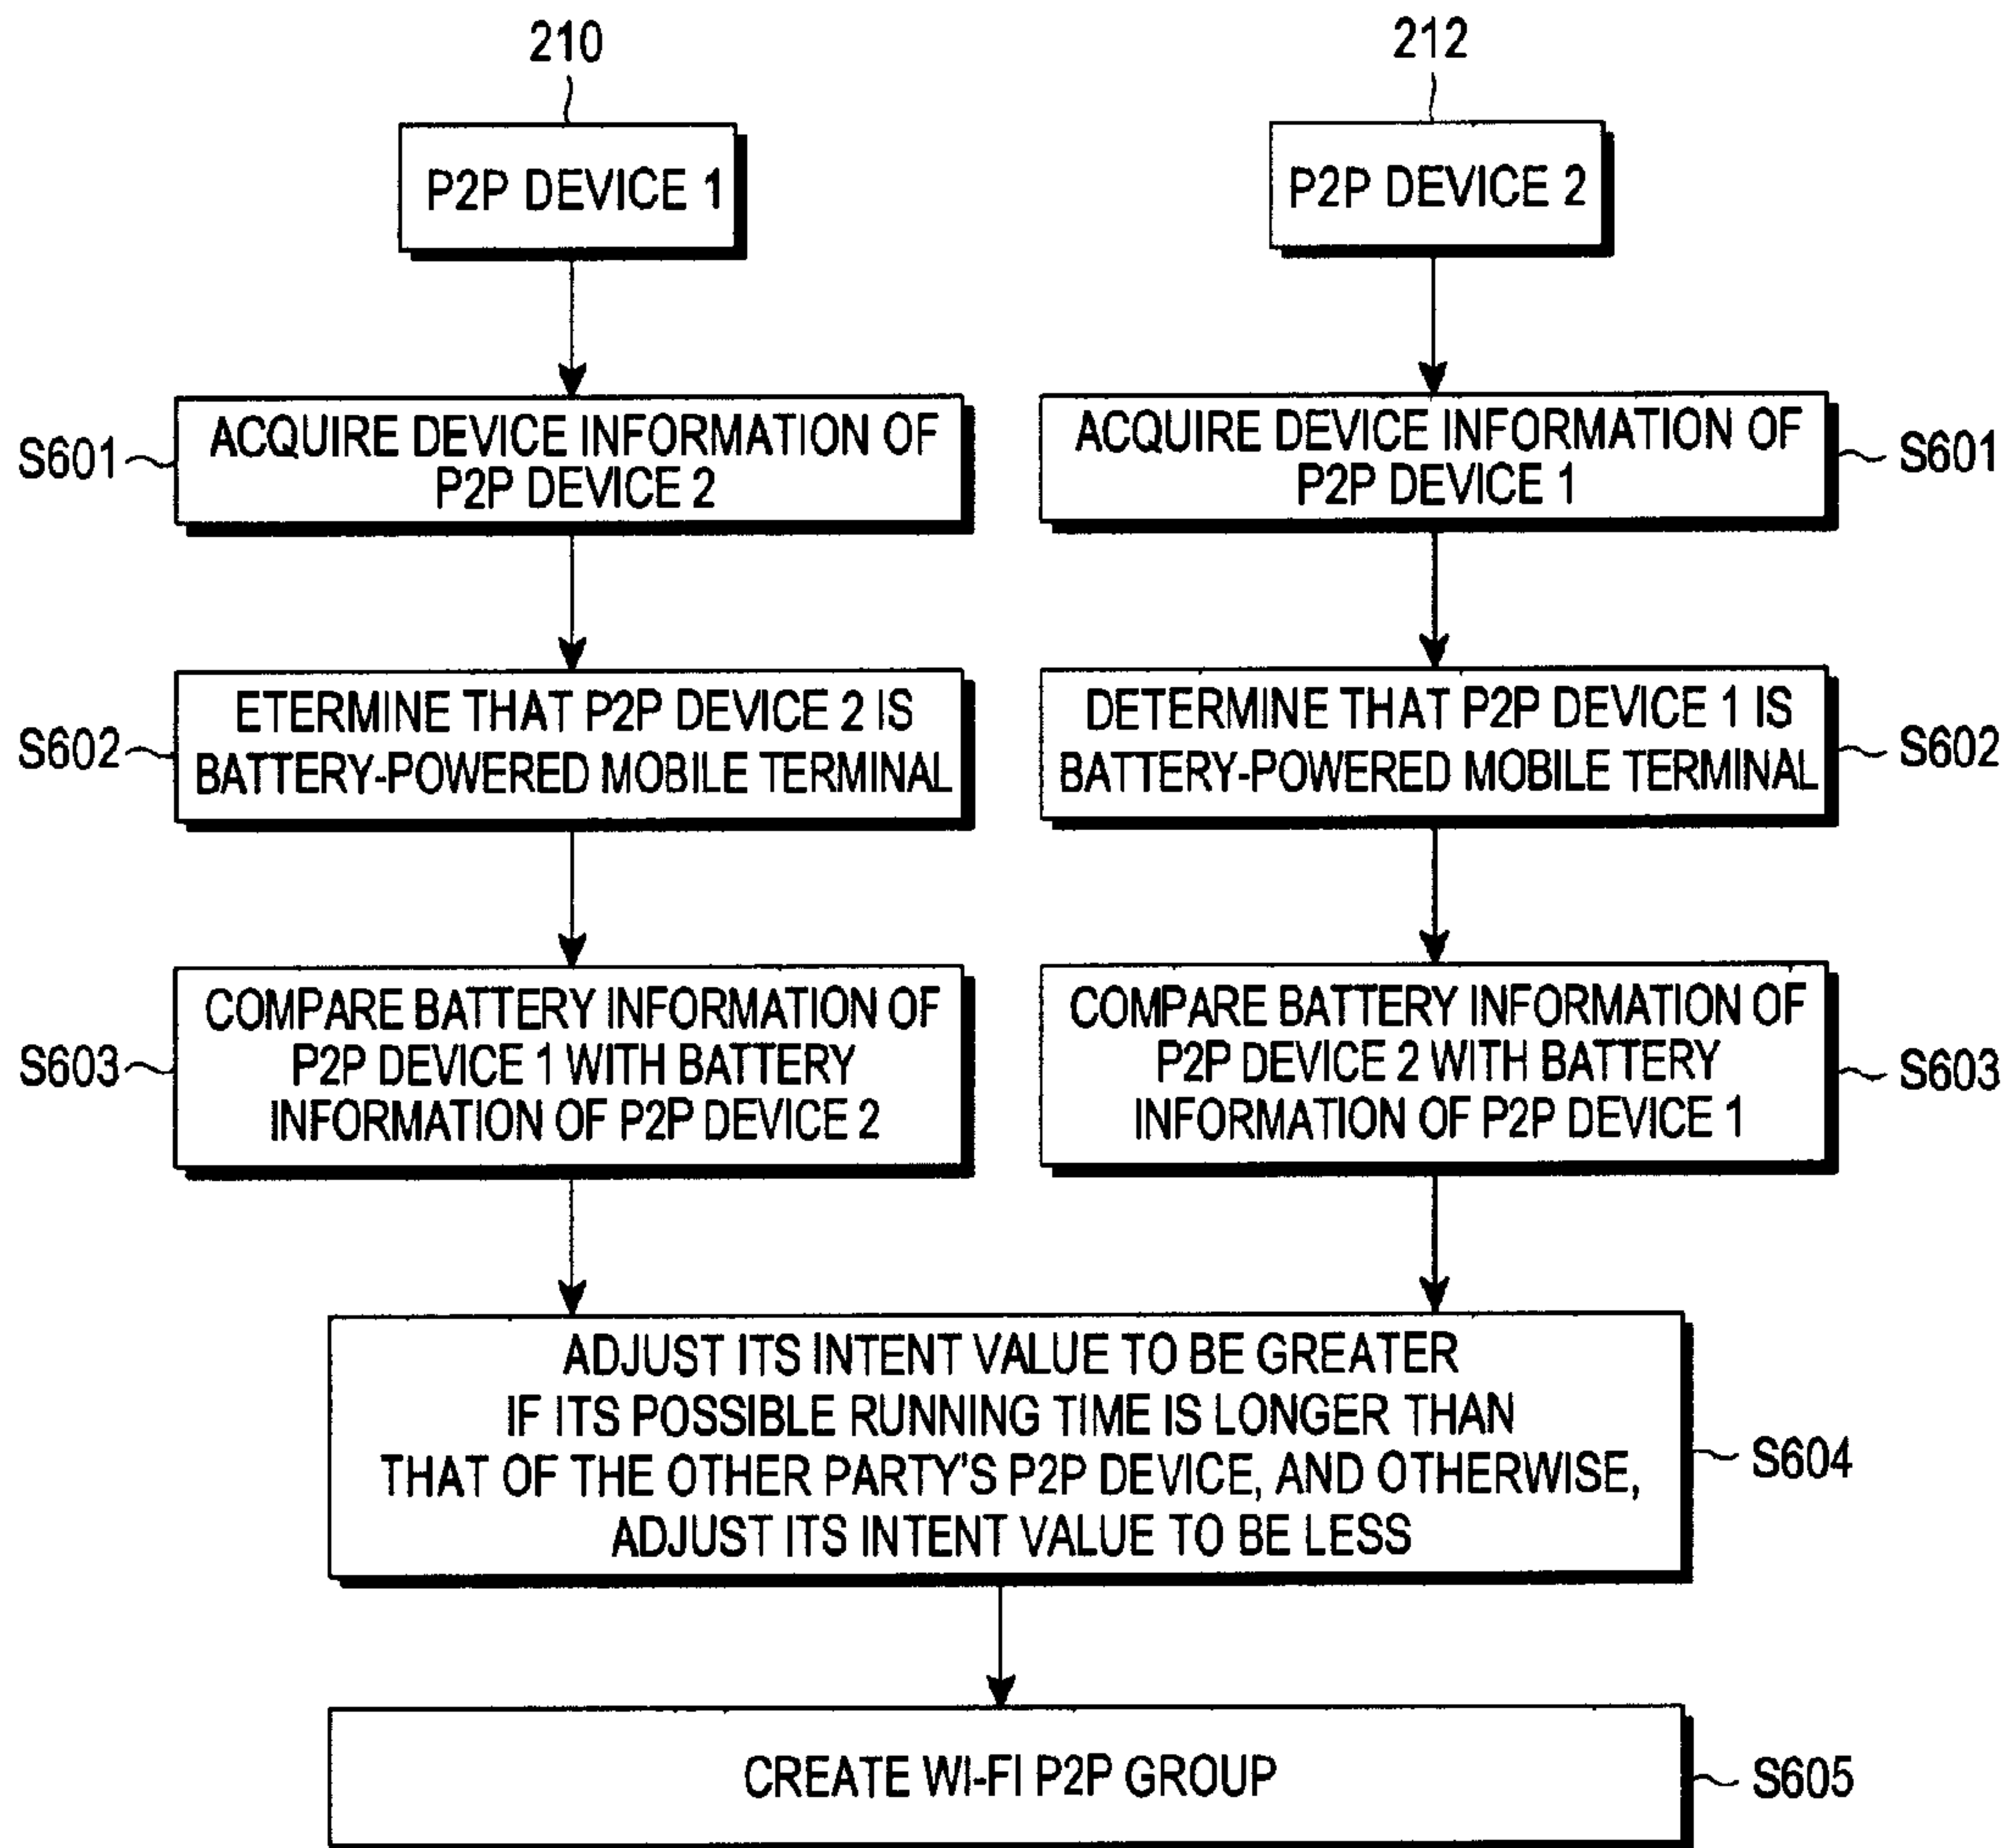 210
212
P2P DEVICE 1
P2P DEVICE 2
S601
ACQUIRE DEVICE INFORMATION OF
P2P DEVICE 2
ACQUIRE DEVICE INFORMATION OF
P2P DEVICE 1
S601
S602
ETERMINE THAT P2P DEVICE 2 IS
BATTERY-POWERED MOBILE TERMINAL
DETERMINE THAT P2P DEVICE 1 IS
BATTERY-POWERED MOBILE TERMINAL
S602
S603
COMPARE BATTERY INFORMATION OF
P2P DEVICE 1 WITH BATTERY
INFORMATION OF P2P DEVICE 2
COMPARE BATTERY INFORMATION OF
P2P DEVICE 2 WITH BATTERY
INFORMATION OF P2P DEVICE 1
S603
ADJUST ITS INTENT VALUE TO BE GREATER
IF ITS POSSIBLE RUNNING TIME IS LONGER THAN
THAT OF THE OTHER PARTY'S P2P DEVICE, AND OTHERWISE,
ADJUST ITS INTENT VALUE TO BE LESS
S604
CREATE WI-FI P2P GROUP
S605